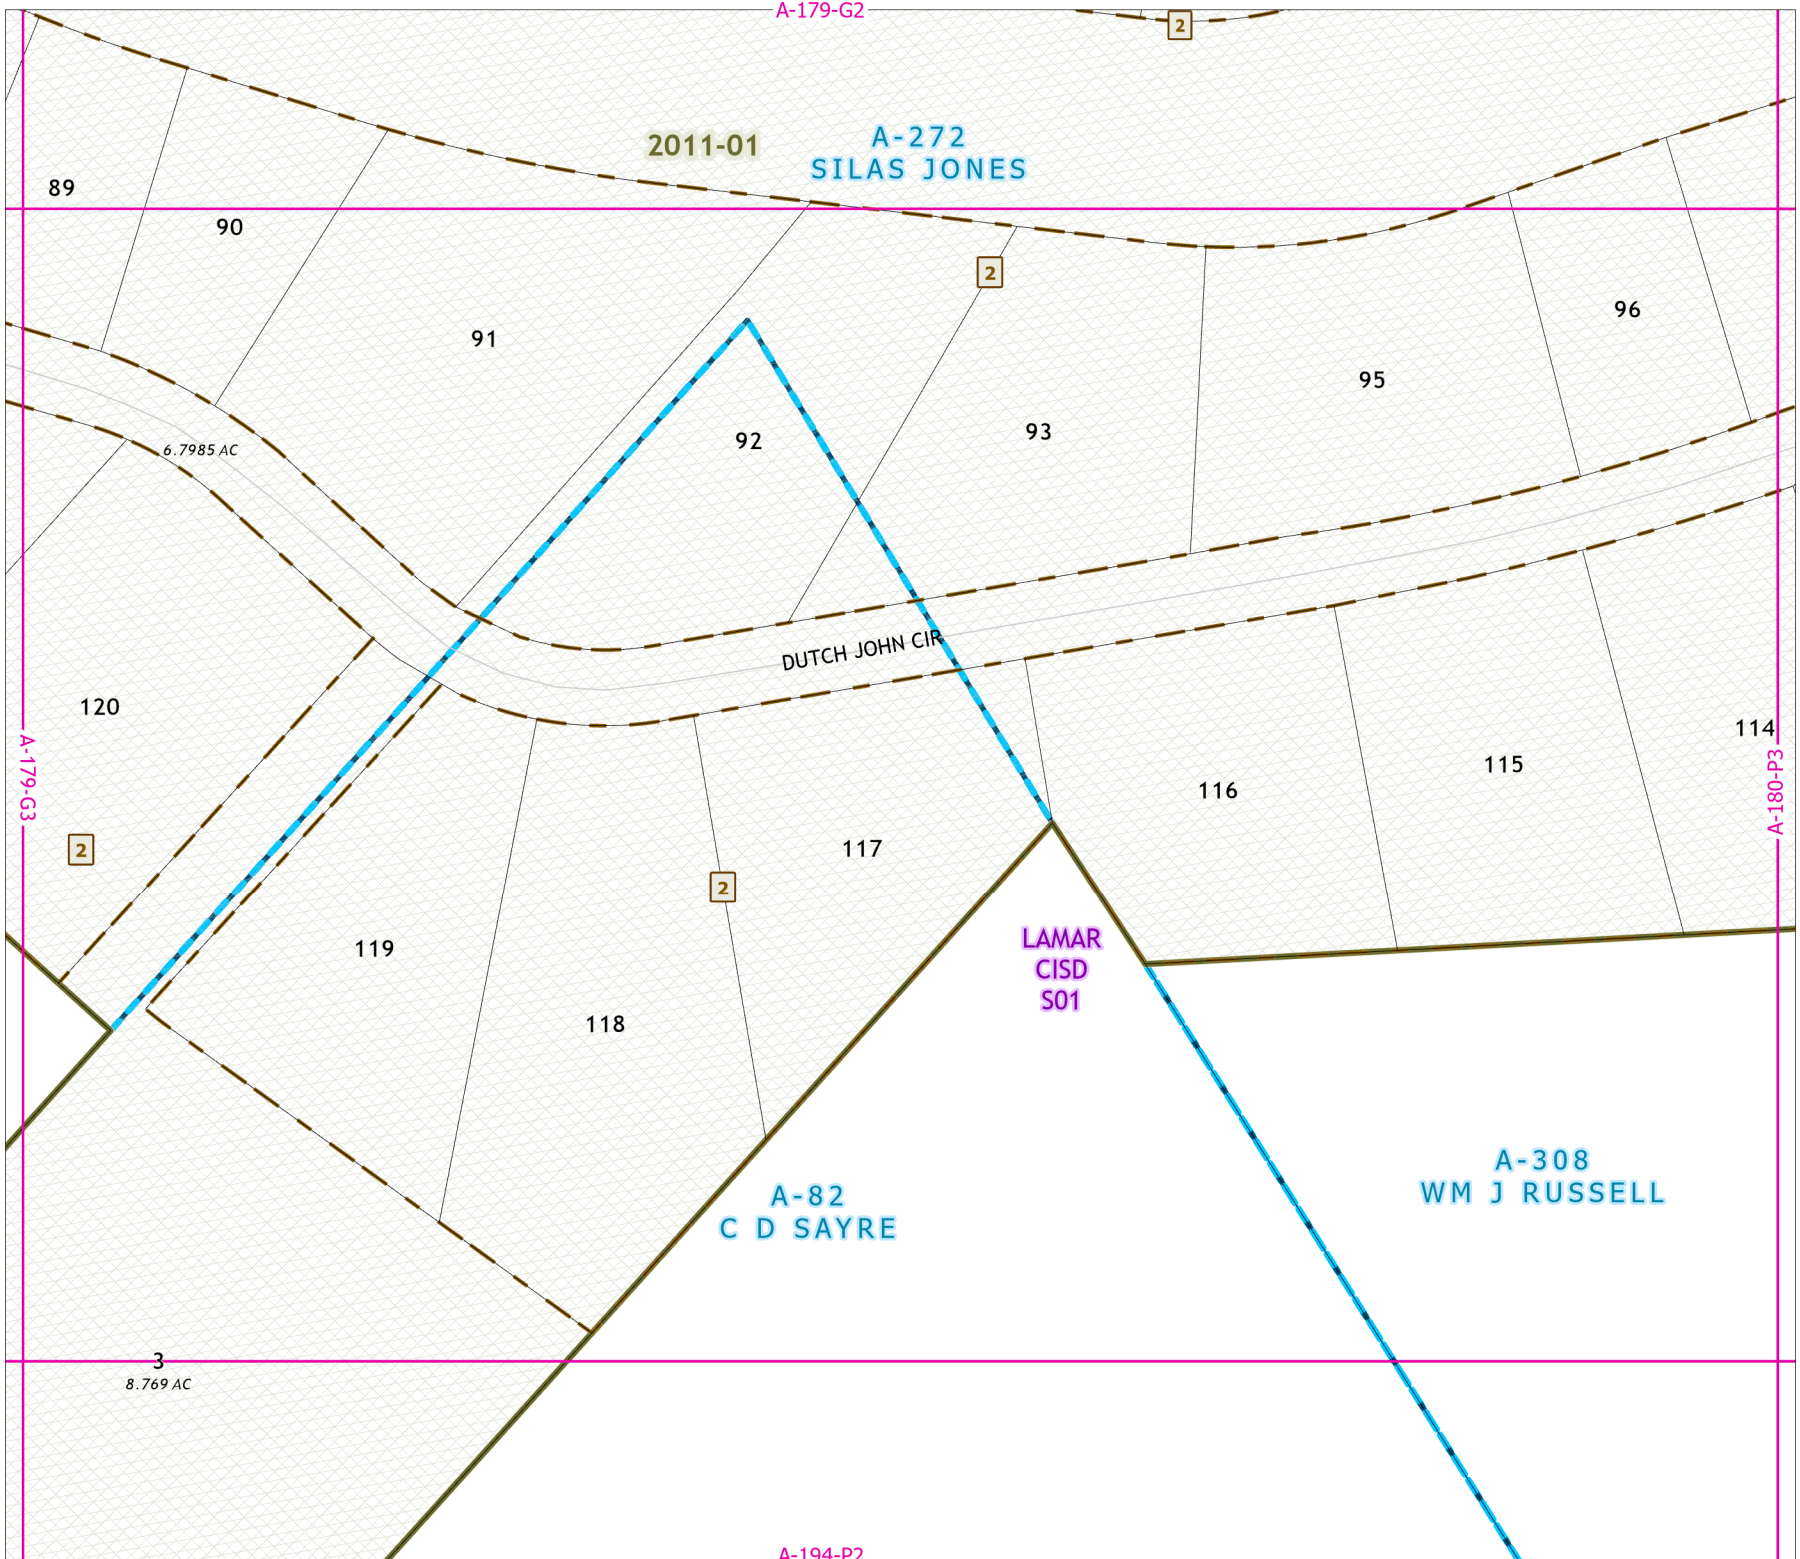 A-179-G2
2
2011-01
A-272
SILAS JONES
89
90
2
96
91
95
93
92
6.7985 AC
DUTCH JOHN CIR
120
114
A-179-G3
A-180-P3
115
116
2
117
2
LAMAR
CISD
S01
119
118
A-308
WM J RUSSELL
A-82
C D SAYRE
3
8.769 AC
A-194-P2